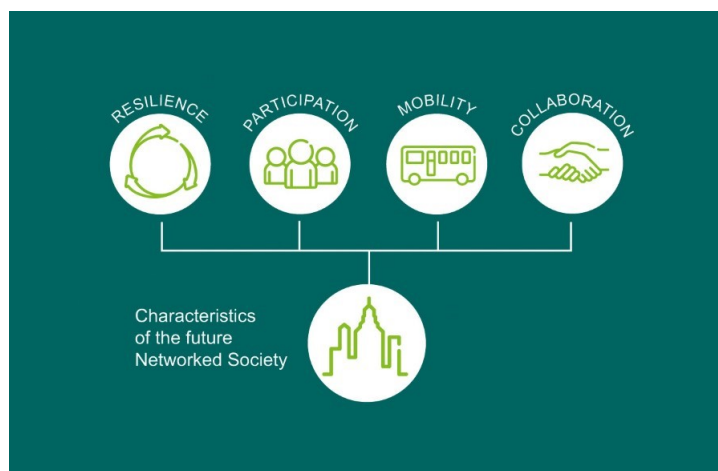 RESILIENCE
PARTICIPATION
MOBILITY
COLLABORATION
Characteristics
of the future
Networked Society